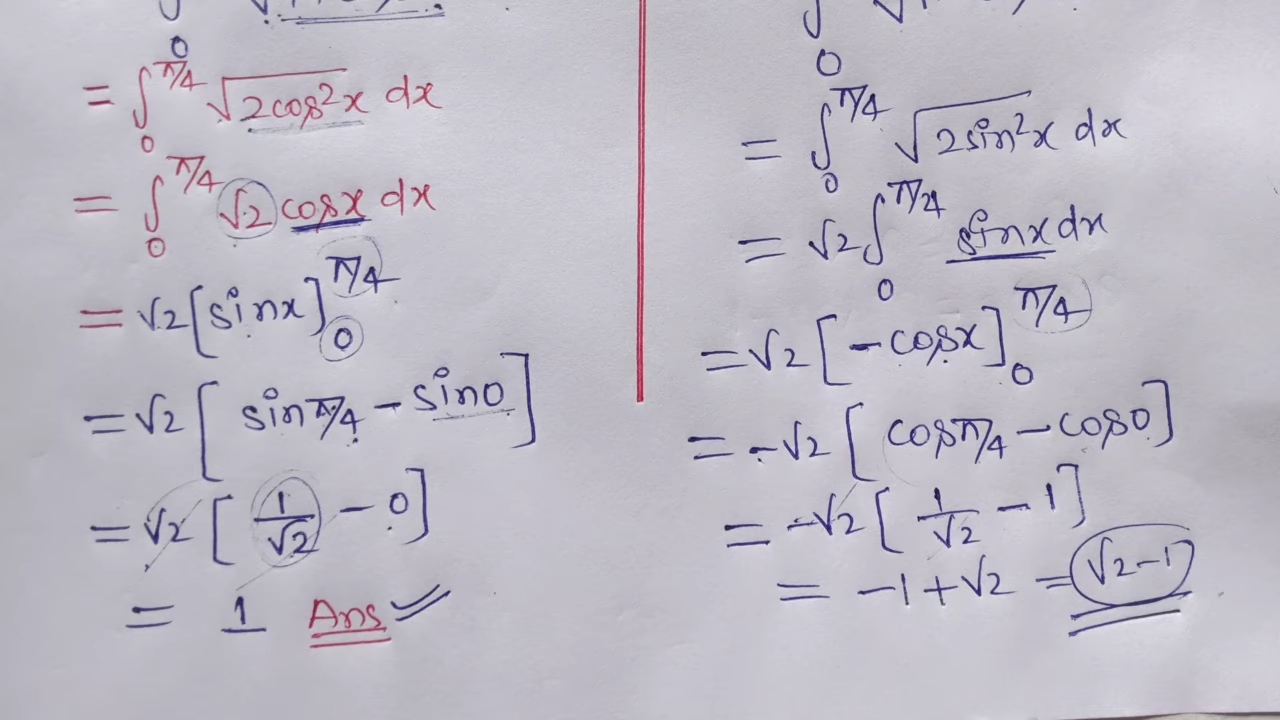 = ∫₀^π/4 √2cos²x dx
= ∫₀^π/4 √2 cosx dx
= √2 [sinx]₀^π/4
= √2 [ sin π/4 - sin0 ]
= √2 [ 1/√2 - 0 ]
= 1 Ans
0
= ∫₀^π/4 √2sin²x dx
= √2 ∫₀^π/4 sinx dx
= √2 [ -cosx ]₀^π/4
= -√2 [ cosπ/4 - cos0 ]
= -√2 [ 1/√2 - 1 ]
= -1 + √2 = √2-1